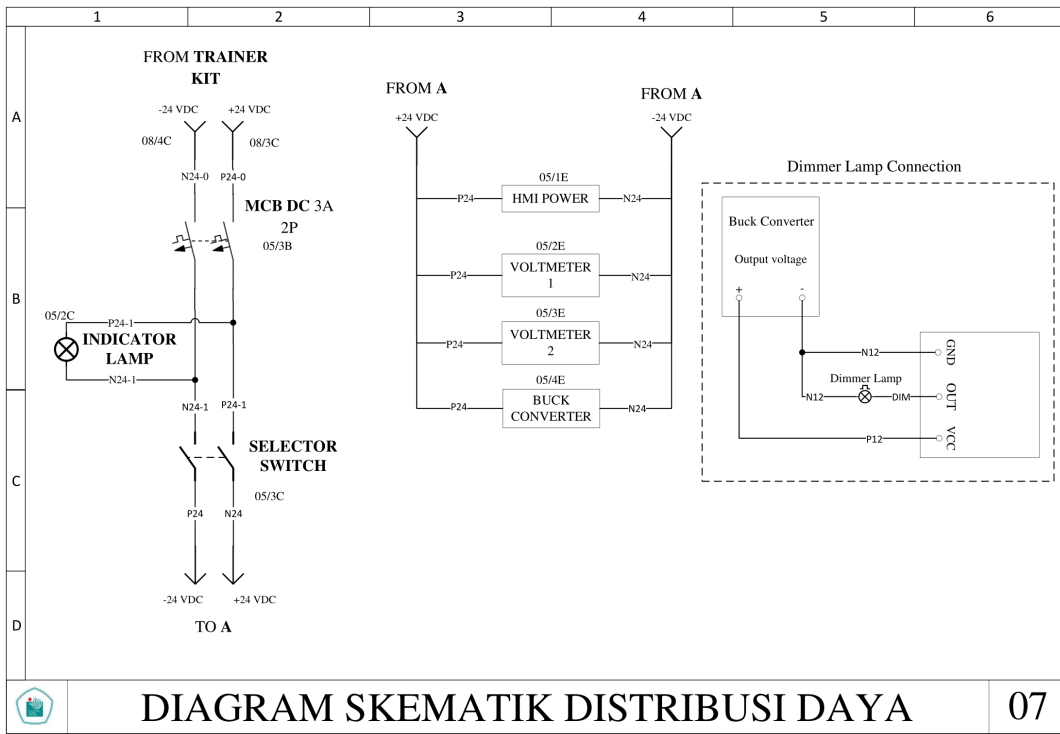 1 2 3 4 5 6
A
B
C
D
FROM TRAINER
KIT
-24 VDC +24 VDC
08/4C 08/3C
N24-0 P24-0
MCB DC 3A
2P
05/3B
05/2C
P24-1
INDICATOR
LAMP
N24-1
N24-1 P24-1
SELECTOR
SWITCH
05/3C
P24 N24
-24 VDC +24 VDC
TO A
FROM A
+24 VDC
FROM A
-24 VDC
05/1E
P24 HMI POWER N24
05/2E
P24 VOLTMETER N24
1
05/3E
P24 VOLTMETER N24
2
05/4E
P24 BUCK N24
CONVERTER
Dimmer Lamp Connection
Buck Converter
Output voltage
+ -
N12 GND
Dimmer Lamp
N12 DIM OUT
P12 VCC
DIAGRAM SKEMATIK DISTRIBUSI DAYA
07